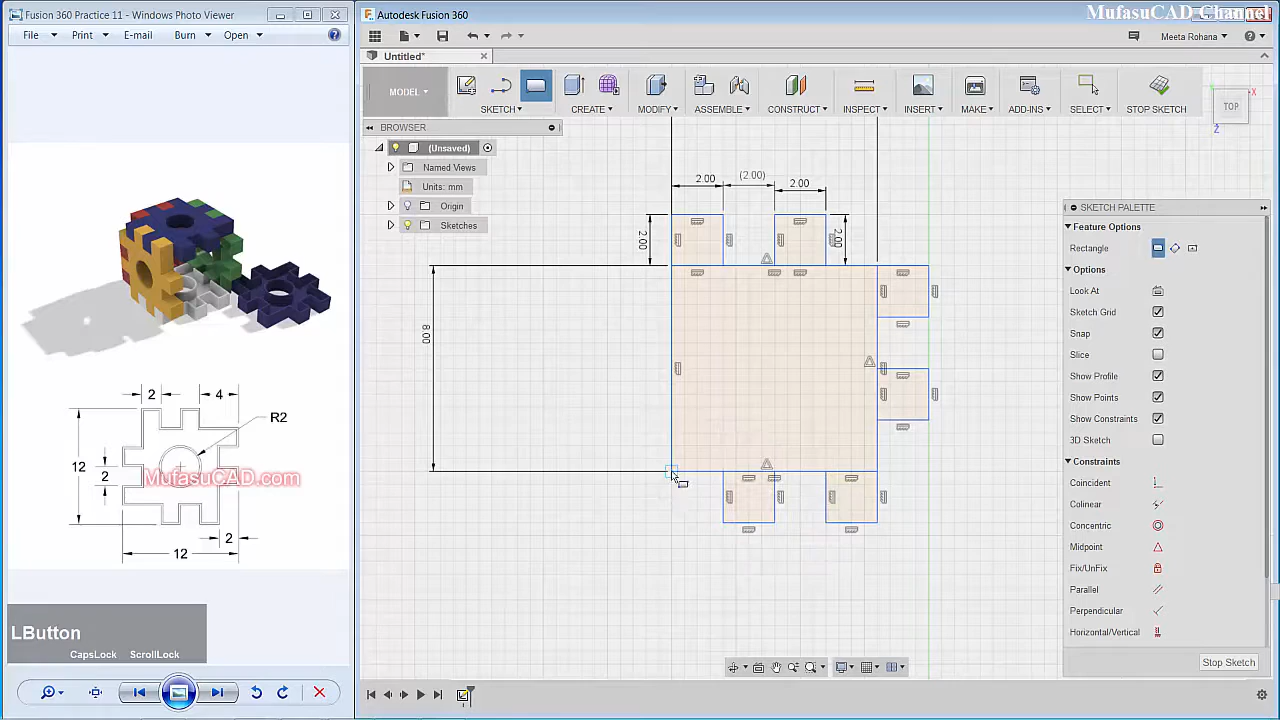 Fusion 360 Practice 11 - Windows Photo Viewer
File Print E-mail Burn Open
2 4
R2
12
2
MufasuCAD.com
2
12
LButton
CapsLock ScrollLock
Autodesk Fusion 360
MufasuCAD Channel
Meeta Rohana
Untitled*
MODEL
SKETCH CREATE MODIFY ASSEMBLE CONSTRUCT INSPECT INSERT MAKE ADD-INS SELECT STOP SKETCH
X
TOP
Z
BROWSER
(Unsaved)
Named Views
Units: mm
Origin
Sketches
2.00 (2.00) 2.00
2.00 2.00
8.00
SKETCH PALETTE
Feature Options
Rectangle
Options
Look At
Sketch Grid
Snap
Slice
Show Profile
Show Points
Show Constraints
3D Sketch
Constraints
Coincident
Colinear
Concentric
Midpoint
Fix/UnFix
Parallel
Perpendicular
Horizontal/Vertical
Stop Sketch